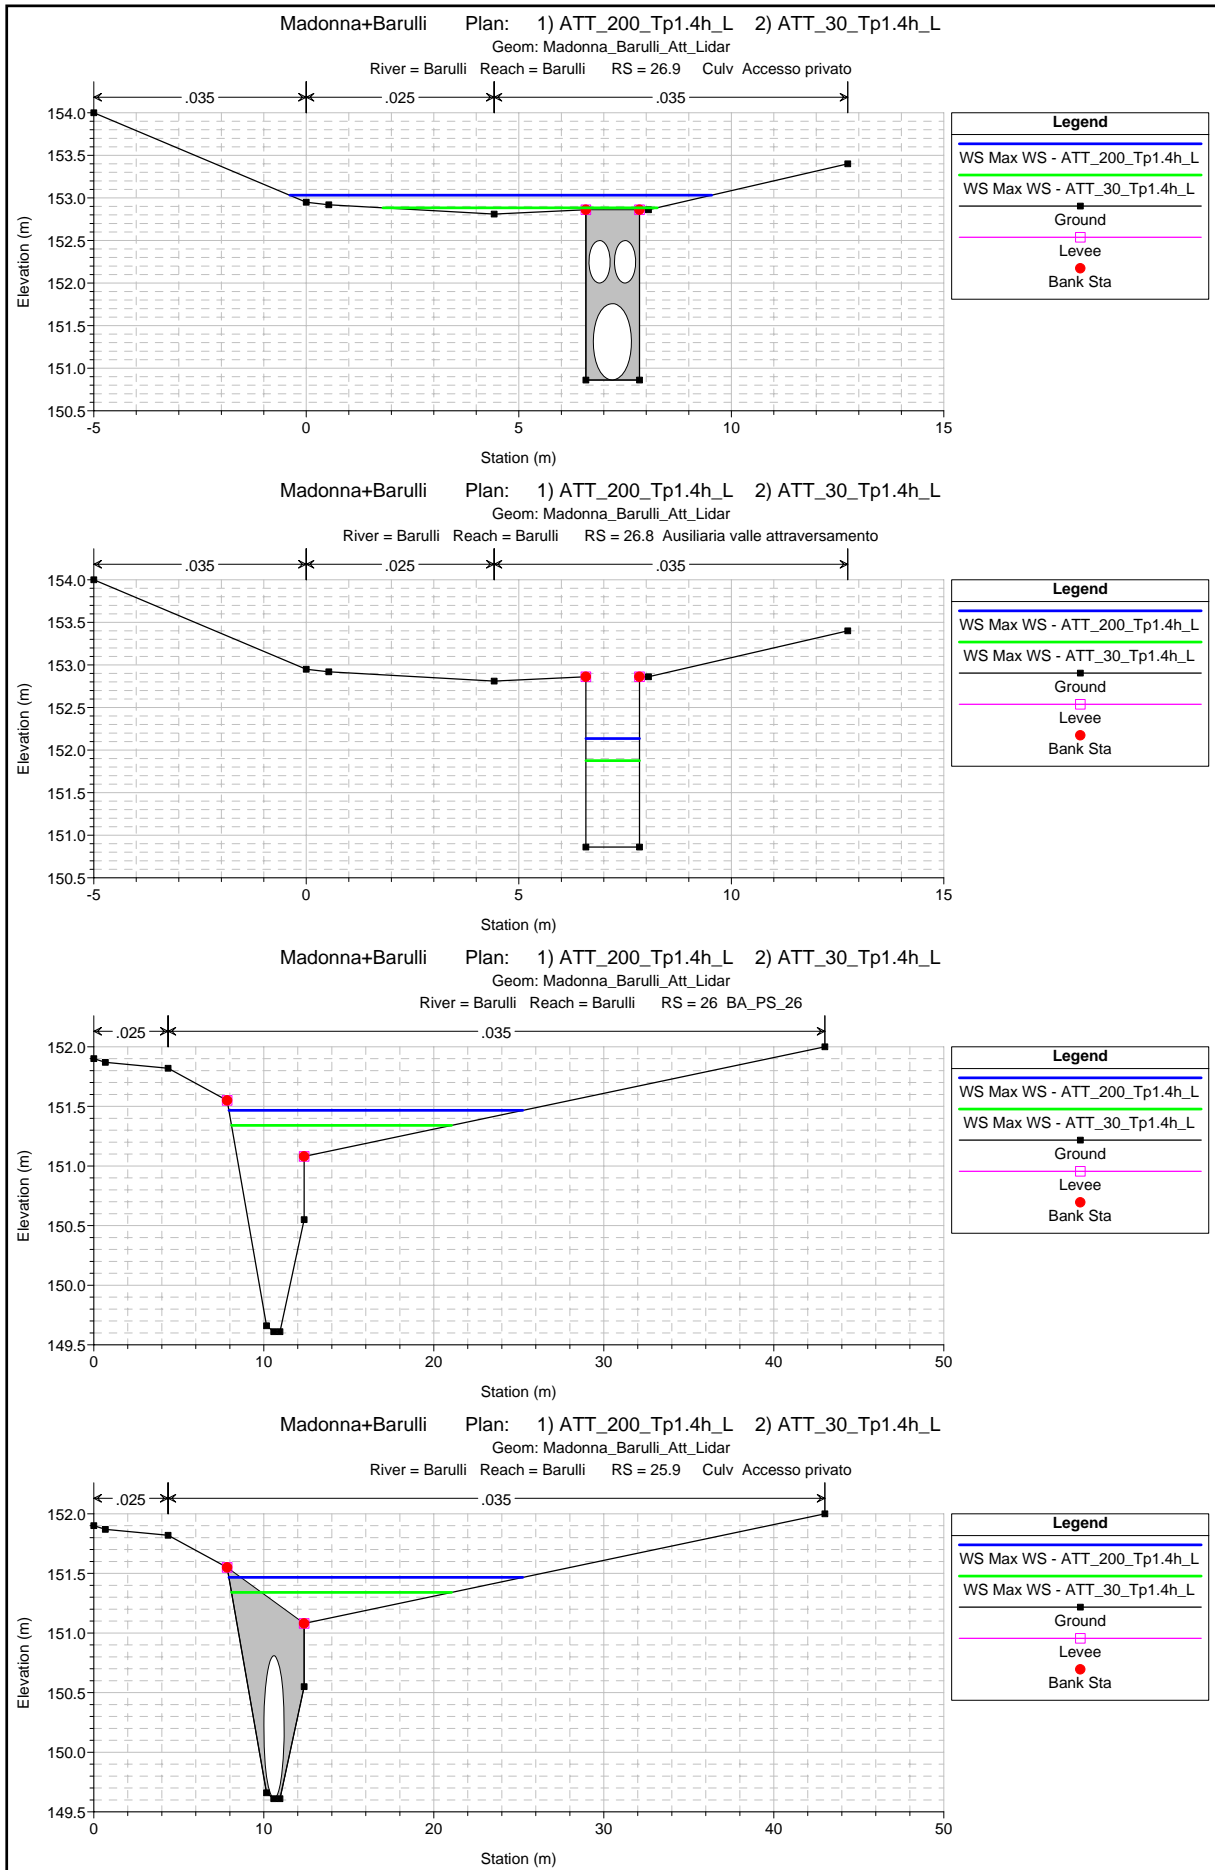 Madonna+Barulli Plan: 1) ATT_200_Tp1.4h_L 2) ATT_30_Tp1.4h_L
Geom: Madonna_Barulli_Att_Lidar
River = Barulli Reach = Barulli RS = 26.9 Culv Accesso privato
.035 .025 .035
154.0
153.5
153.0
152.5
152.0
151.5
151.0
150.5
Elevation (m)
-5 0 5 10 15
Station (m)
Legend
WS Max WS - ATT_200_Tp1.4h_L
WS Max WS - ATT_30_Tp1.4h_L
Ground
Levee
Bank Sta
Madonna+Barulli Plan: 1) ATT_200_Tp1.4h_L 2) ATT_30_Tp1.4h_L
Geom: Madonna_Barulli_Att_Lidar
River = Barulli Reach = Barulli RS = 26.8 Ausiliaria valle attraversamento
.035 .025 .035
154.0
153.5
153.0
152.5
152.0
151.5
151.0
150.5
Elevation (m)
-5 0 5 10 15
Station (m)
Legend
WS Max WS - ATT_200_Tp1.4h_L
WS Max WS - ATT_30_Tp1.4h_L
Ground
Levee
Bank Sta
Madonna+Barulli Plan: 1) ATT_200_Tp1.4h_L 2) ATT_30_Tp1.4h_L
Geom: Madonna_Barulli_Att_Lidar
River = Barulli Reach = Barulli RS = 26 BA_PS_26
.025 .035
152.0
151.5
151.0
150.5
150.0
149.5
Elevation (m)
0 10 20 30 40 50
Station (m)
Legend
WS Max WS - ATT_200_Tp1.4h_L
WS Max WS - ATT_30_Tp1.4h_L
Ground
Levee
Bank Sta
Madonna+Barulli Plan: 1) ATT_200_Tp1.4h_L 2) ATT_30_Tp1.4h_L
Geom: Madonna_Barulli_Att_Lidar
River = Barulli Reach = Barulli RS = 25.9 Culv Accesso privato
.025 .035
152.0
151.5
151.0
150.5
150.0
149.5
Elevation (m)
0 10 20 30 40 50
Station (m)
Legend
WS Max WS - ATT_200_Tp1.4h_L
WS Max WS - ATT_30_Tp1.4h_L
Ground
Levee
Bank Sta